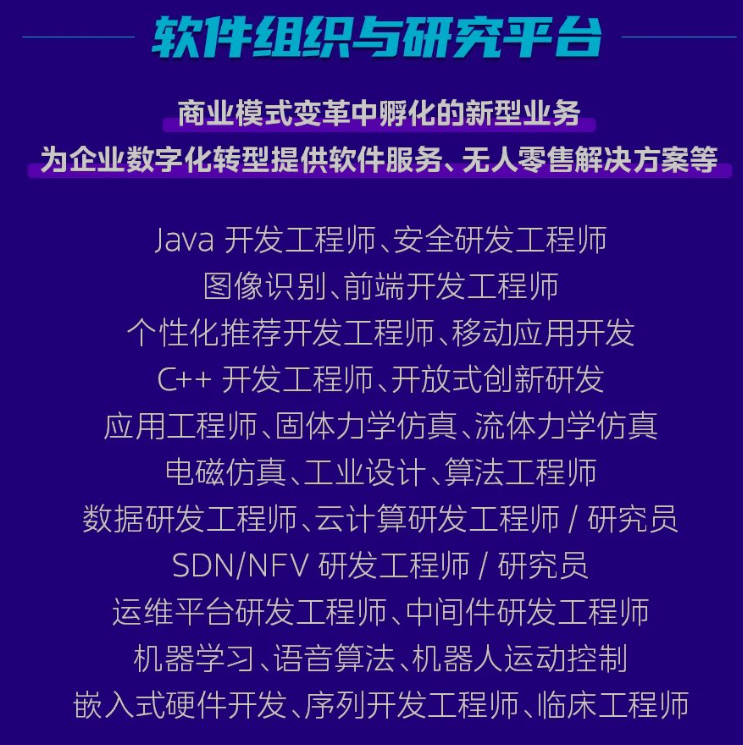 软件组织与研究平台
商业模式变革中孵化的新型业务
为企业数字化转型提供软件服务、无人零售解决方案等
Java 开发工程师、安全研发工程师
图像识别、前端开发工程师
个性化推荐开发工程师、移动应用开发
C++ 开发工程师、开放式创新研发
应用工程师、固体力学仿真、流体力学仿真
电磁仿真、工业设计、算法工程师
数据研发工程师、云计算研发工程师 / 研究员
SDN/NFV 研发工程师 / 研究员
运维平台研发工程师、中间件研发工程师
机器学习、语音算法、机器人运动控制
嵌入式硬件开发、序列开发工程师、临床工程师